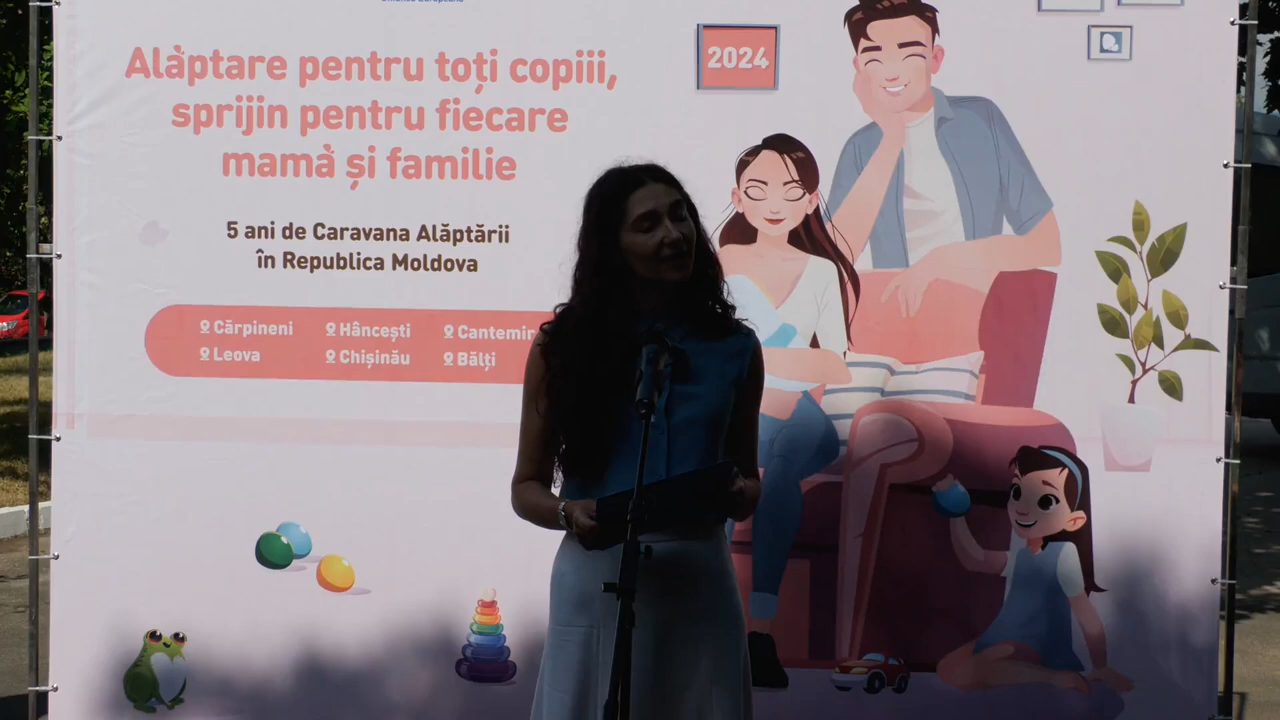 Alăptare pentru toți copiii,
sprijin pentru fiecare
mamă și familie
2024
5 ani de Caravana Alăptării
în Republica Moldova
Cărpineni Hâncești Cantemir
Leova Chișinău Bălți